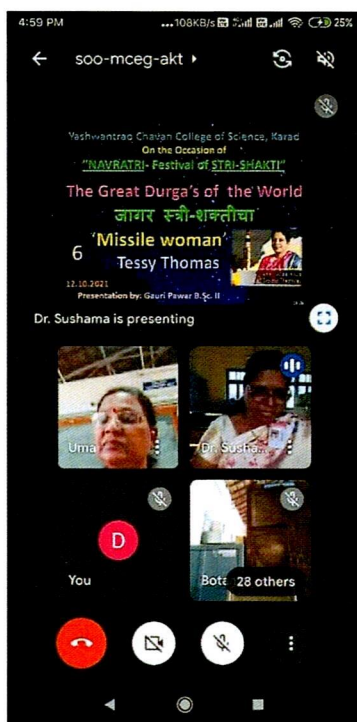 4:59 PM
...108KB/s
25%
soo-mceg-akt
Yashwantrao Chavan College of Science, Karad
On the Occasion of
"NAVRATRI- Festival of STRI-SHAKTI"
The Great Durga's of the World
जागर स्त्री-शक्तीचा
'Missile woman'
6
Tessy Thomas
12.10.2021
Presentation by: Gauri Pawar B.Sc. II
Dr. Sushama is presenting
Uma
Dr. Susha...
D
You
Bota
28 others